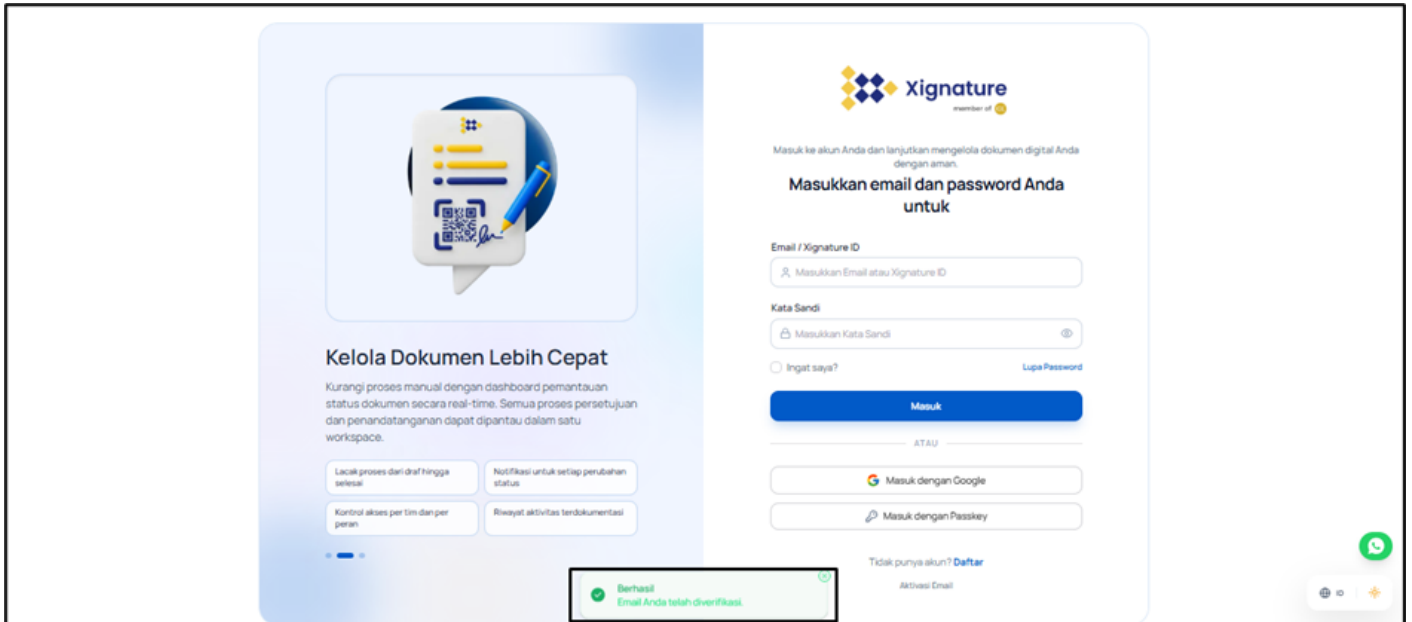 Kelola Dokumen Lebih Cepat
Kurangi proses manual dengan dashboard pemantauan
status dokumen secara real-time. Semua proses persetujuan
dan penandatanganan dapat dipantau dalam satu
workspace.
Lacak proses dari draf hingga
selesai
Notifikasi untuk setiap perubahan
status
Kontrol akses per tim dan per
peran
Riwayat aktivitas terdokumentasi
Xignature
member of
Masuk ke akun Anda dan lanjutkan mengelola dokumen digital Anda
dengan aman.
Masukkan email dan password Anda
untuk
Email / Xignature ID
Masukkan Email atau Xignature ID
Kata Sandi
Masukkan Kata Sandi
Ingat saya?
Lupa Password
Masuk
ATAU
Masuk dengan Google
Masuk dengan Passkey
Tidak punya akun? Daftar
Aktivasi Email
Berhasil
Email Anda telah diverifikasi.
ID